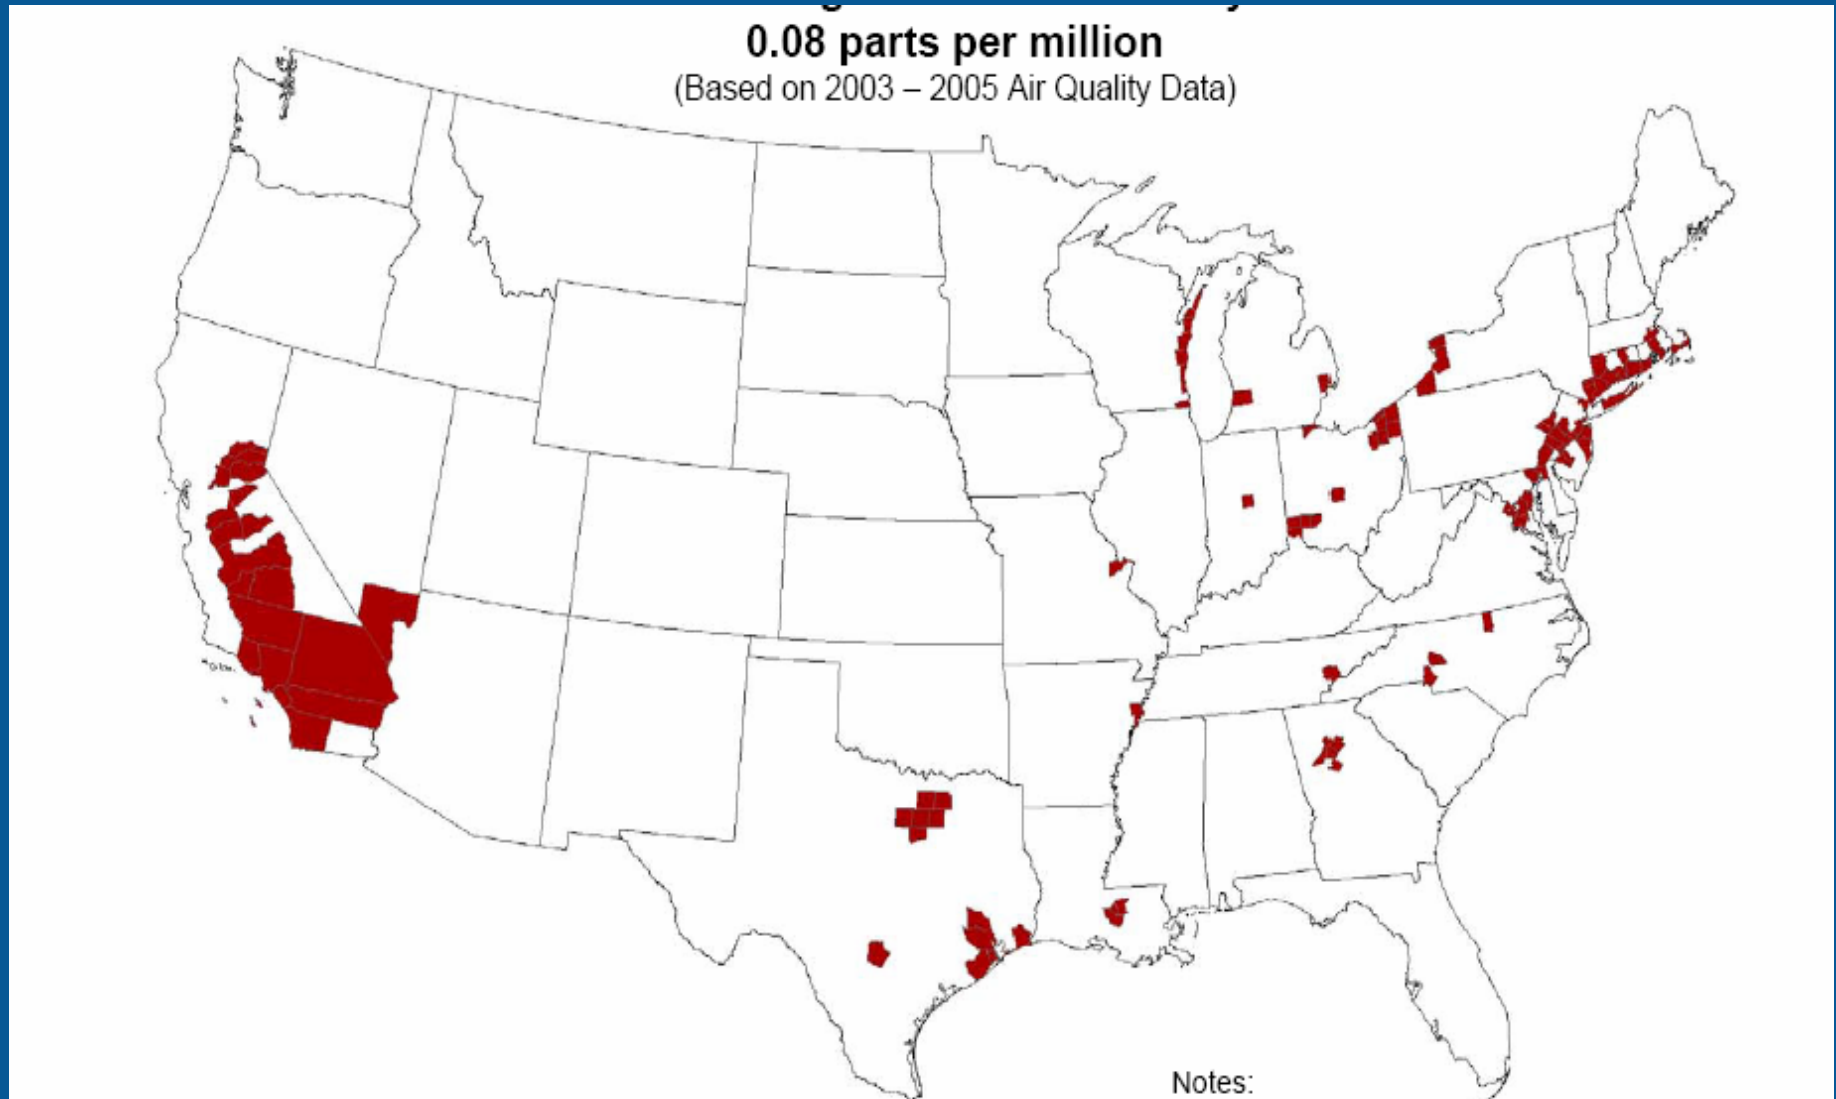 0.08 parts per million
(Based on 2003 – 2005 Air Quality Data)
Notes: